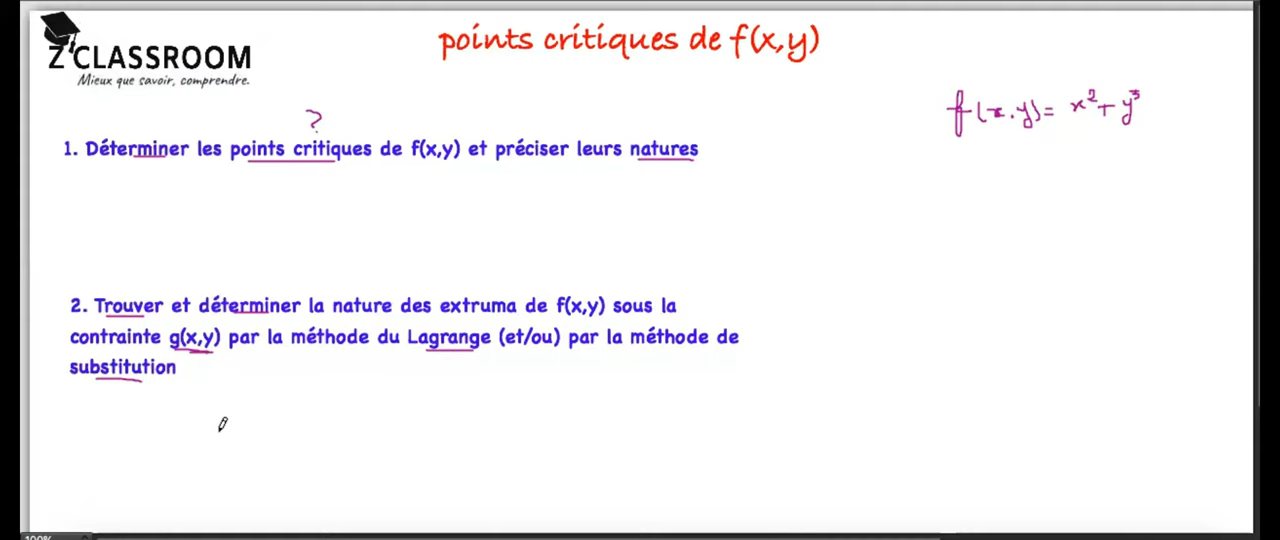 Z'CLASSROOM
Mieux que savoir, comprendre.
points critiques de f(x,y)
f(x,y)= x²+y³
?
1. Déterminer les points critiques de f(x,y) et préciser leurs natures
2. Trouver et déterminer la nature des extruma de f(x,y) sous la
contrainte g(x,y) par la méthode du Lagrange (et/ou) par la méthode de
substitution
100%